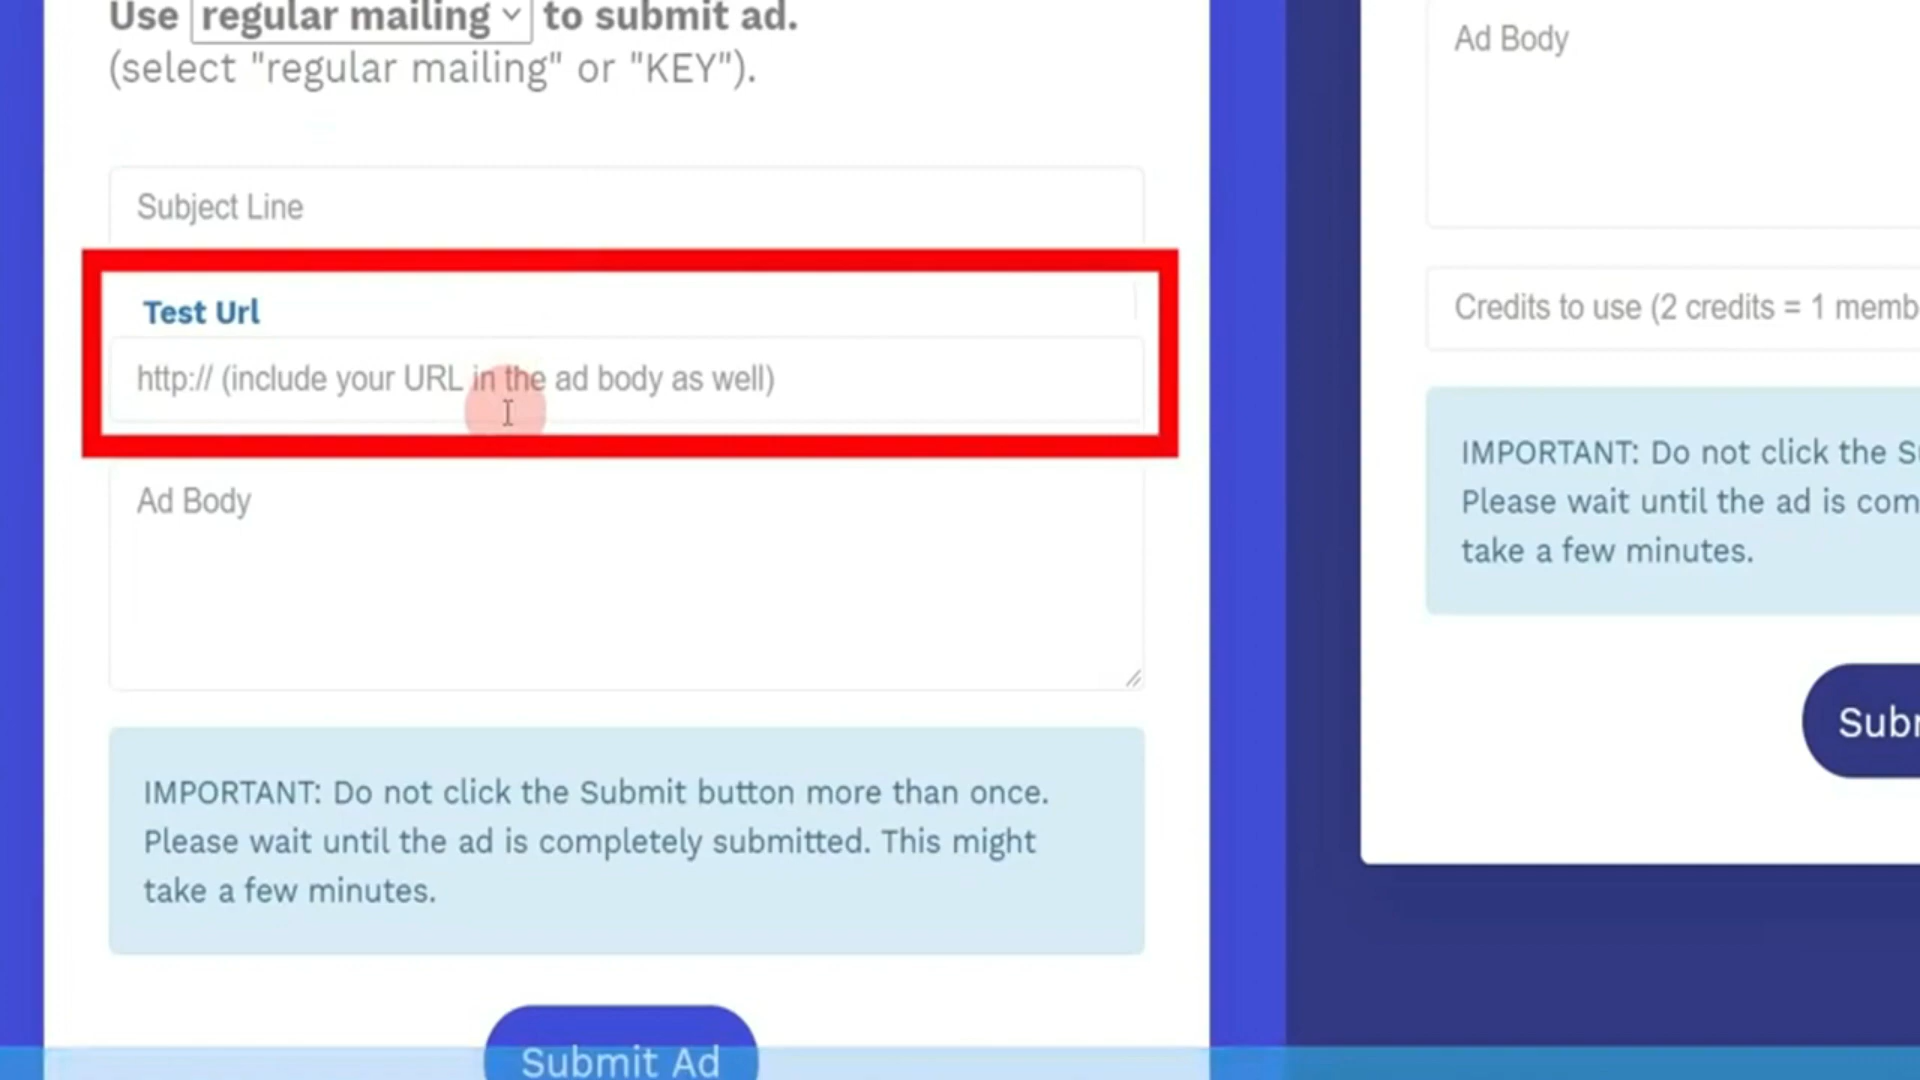 Use regular mailing to submit ad.
(select "regular mailing" or "KEY").
Subject Line
Test Url
http:// (include your URL in the ad body as well)
Ad Body
IMPORTANT: Do not click the Submit button more than once.
Please wait until the ad is completely submitted. This might
take a few minutes.
Submit Ad
Ad Body
Credits to use (2 credits = 1 memb
IMPORTANT: Do not click the S
Please wait until the ad is com
take a few minutes.
Subm